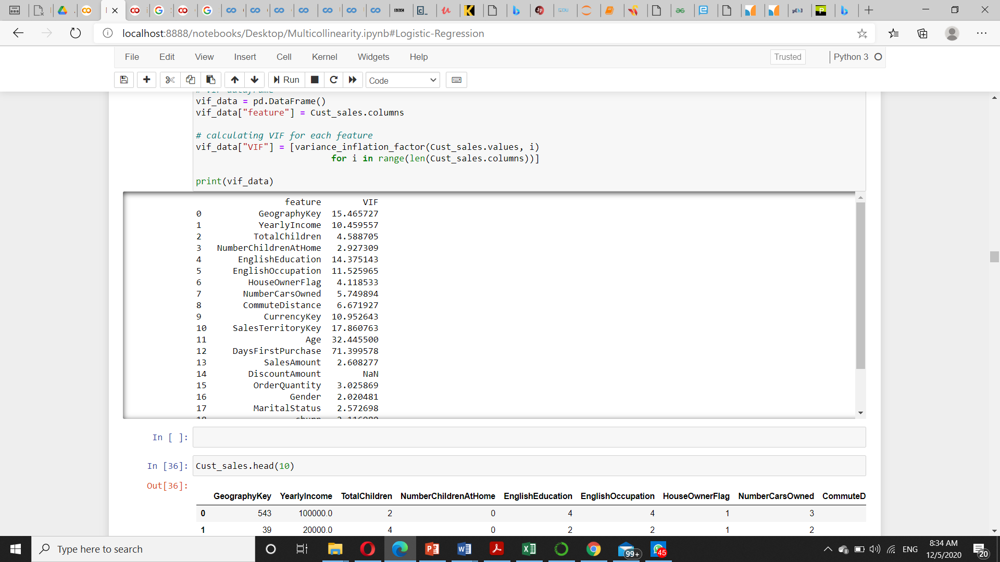 localhost:8888/notebooks/Desktop/Multicollinearity.ipynb#Logistic-Regression
File Edit View Insert Cell Kernel Widgets Help Trusted Python 3
Run Code
# VIF dataframe
vif_data = pd.DataFrame()
vif_data["feature"] = Cust_sales.columns
# calculating VIF for each feature
vif_data["VIF"] = [variance_inflation_factor(Cust_sales.values, i)
for i in range(len(Cust_sales.columns))]
print(vif_data)
feature VIF
0 GeographyKey 15.465727
1 YearlyIncome 10.459557
2 TotalChildren 4.588705
3 NumberChildrenAtHome 2.927309
4 EnglishEducation 14.375143
5 EnglishOccupation 11.525965
6 HouseOwnerFlag 4.118533
7 NumberCarsOwned 5.749894
8 CommuteDistance 6.671927
9 CurrencyKey 10.952643
10 SalesTerritoryKey 17.860763
11 Age 32.445500
12 DaysFirstPurchase 71.399578
13 SalesAmount 2.608277
14 DiscountAmount NaN
15 OrderQuantity 3.025869
16 Gender 2.020481
17 MaritalStatus 2.572698
In [ ]:
In [36]: Cust_sales.head(10)
Out[36]:
GeographyKey YearlyIncome TotalChildren NumberChildrenAtHome EnglishEducation EnglishOccupation HouseOwnerFlag NumberCarsOwned CommuteD
0 543 100000.0 2 0 4 4 1 3
1 39 20000.0 4 0 2 2 1 2
Type here to search
99+ 45 ENG 8:34 AM
12/5/2020 20